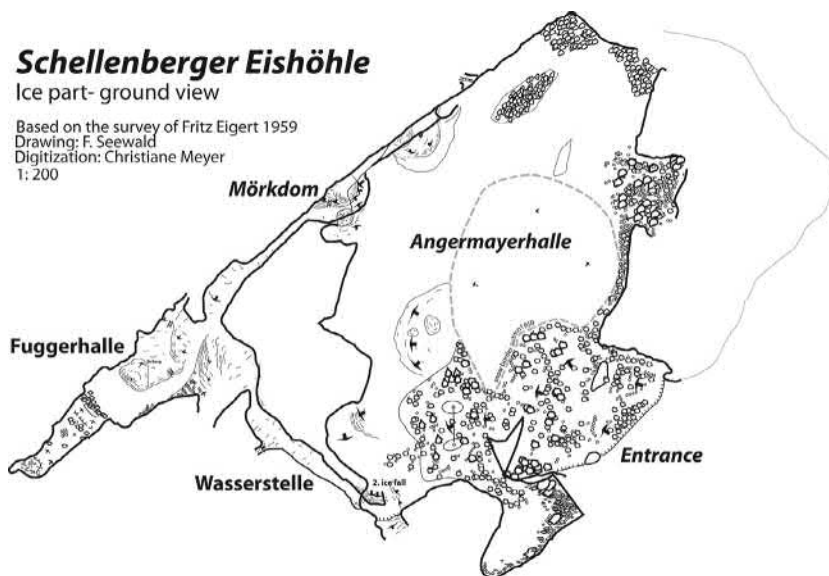 Schellenberger Eishöhle
Ice part- ground view
Based on the survey of Fritz Eigert 1959
Drawing: F. Seewald
Digitization: Christiane Meyer
1: 200
Mörkdom
Angermayerhalle
Fuggerhalle
Entrance
Wasserstelle
2. ice fall